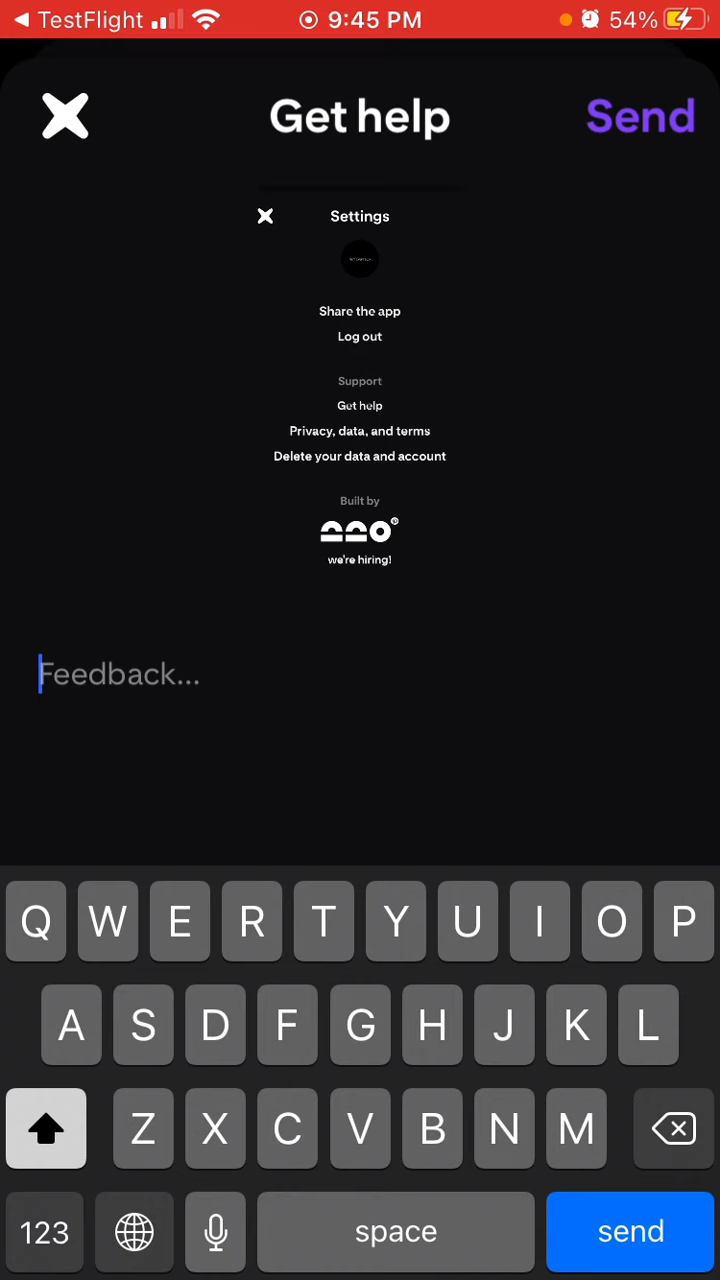 TestFlight 9:45 PM 54%
Get help Send
Settings
Share the app
Log out
Support
Get help
Privacy, data, and terms
Delete your data and account
Built by
we're hiring!
Feedback...
Q W E R T Y U I O P
A S D F G H J K L
Z X C V B N M
123 space send